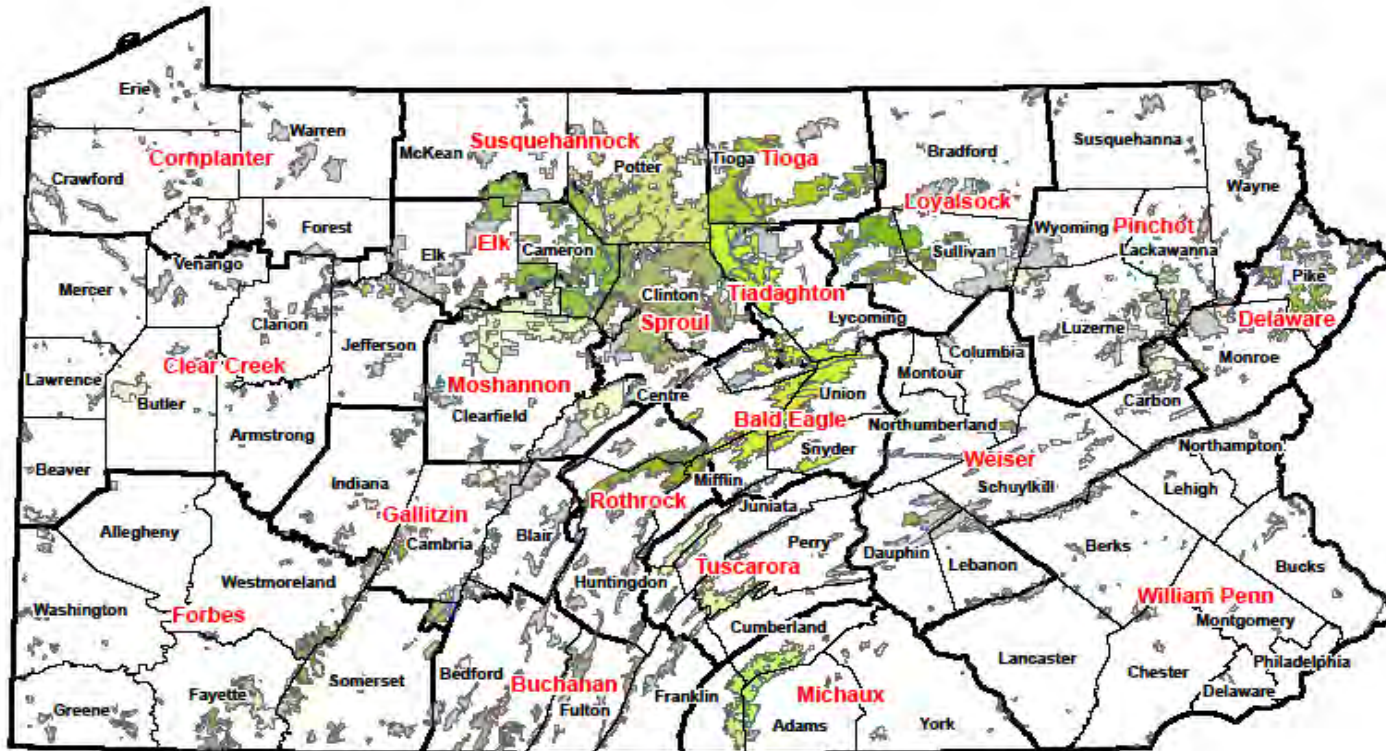 Erie
Warren
McKean
Susquehannock
Potter
Tioga
Tioga
Bradford
Susquehanna
Wayne
Cornplanter
Crawford
Forest
Elk
Elk
Cameron
Loyalsock
Wyoming
Pinchot
Lackawanna
Sullivan
Venango
Mercer
Pike
Clinton
Tiadaghton
Lycoming
Sproul
Delaware
Luzerne
Clarion
Jefferson
Monroe
Columbia
Clear Creek
Lawrence
Moshannon
Clearfield
Centre
Montour
Union
Butler
Carbon
Armstrong
Bald Eagle
Northumberland
Snyder
Northampton
Weiser
Beaver
Indiana
Mifflin
Schuylkill
Lehigh
Rothrock
Juniata
Gallitzin
Allegheny
Cambria
Blair
Perry
Dauphin
Berks
Bucks
Tuscarora
Lebanon
Huntingdon
Westmoreland
Washington
Forbes
William Penn
Montgomery
Cumberland
Lancaster
Philadelphia
Chester
Bedford
Somerset
Buchahan
Franklin
Michaux
Fayette
Delaware
Greene
Fulton
Adams
York